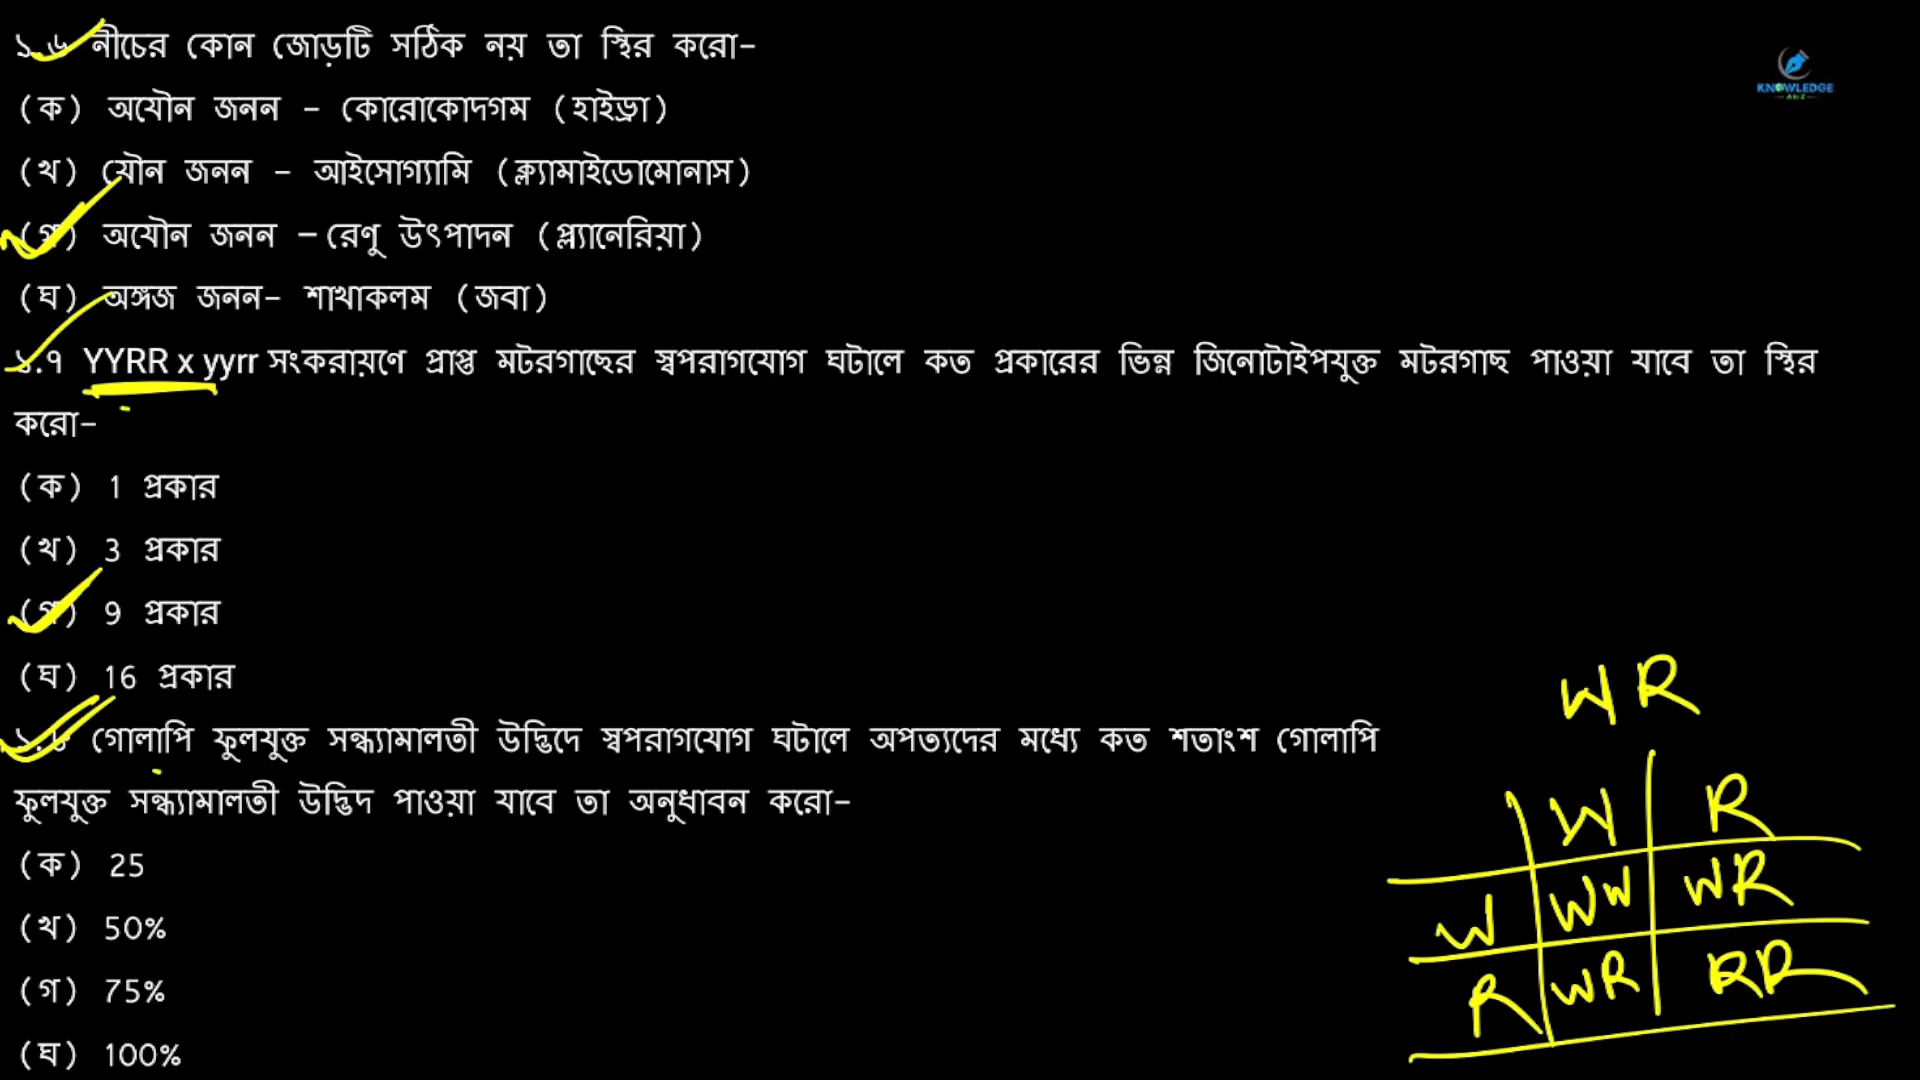 ১.৬ নীচের কোন জোড়টি সঠিক নয় তা স্থির করো-
(ক) অযৌন জনন - কোরোকোদগম (হাইড্রা)
(খ) যৌন জনন - আইসোগ্যামি (ক্ল্যামাইডোমোনাস)
(গ) অযৌন জনন – রেণু উৎপাদন (প্ল্যানেরিয়া)
(ঘ) অঙ্গজ জনন- শাখাকলম (জবা)
১.৭ YYRR x yyrr সংকরায়ণে প্রাপ্ত মটরগাছের স্বপরাগযোগ ঘটালে কত প্রকারের ভিন্ন জিনোটাইপযুক্ত মটরগাছ পাওয়া যাবে তা স্থির
করো-
(ক) 1 প্রকার
(খ) 3 প্রকার
(গ) 9 প্রকার
(ঘ) 16 প্রকার
১.৮ গোলাপি ফুলযুক্ত সন্ধ্যামালতী উদ্ভিদে স্বপরাগযোগ ঘটালে অপত্যদের মধ্যে কত শতাংশ গোলাপি
ফুলযুক্ত সন্ধ্যামালতী উদ্ভিদ পাওয়া যাবে তা অনুধাবন করো-
(ক) 25
(খ) 50%
(গ) 75%
(ঘ) 100%
KNOWLEDGE
WR
W R
W WW WR
R WR RR